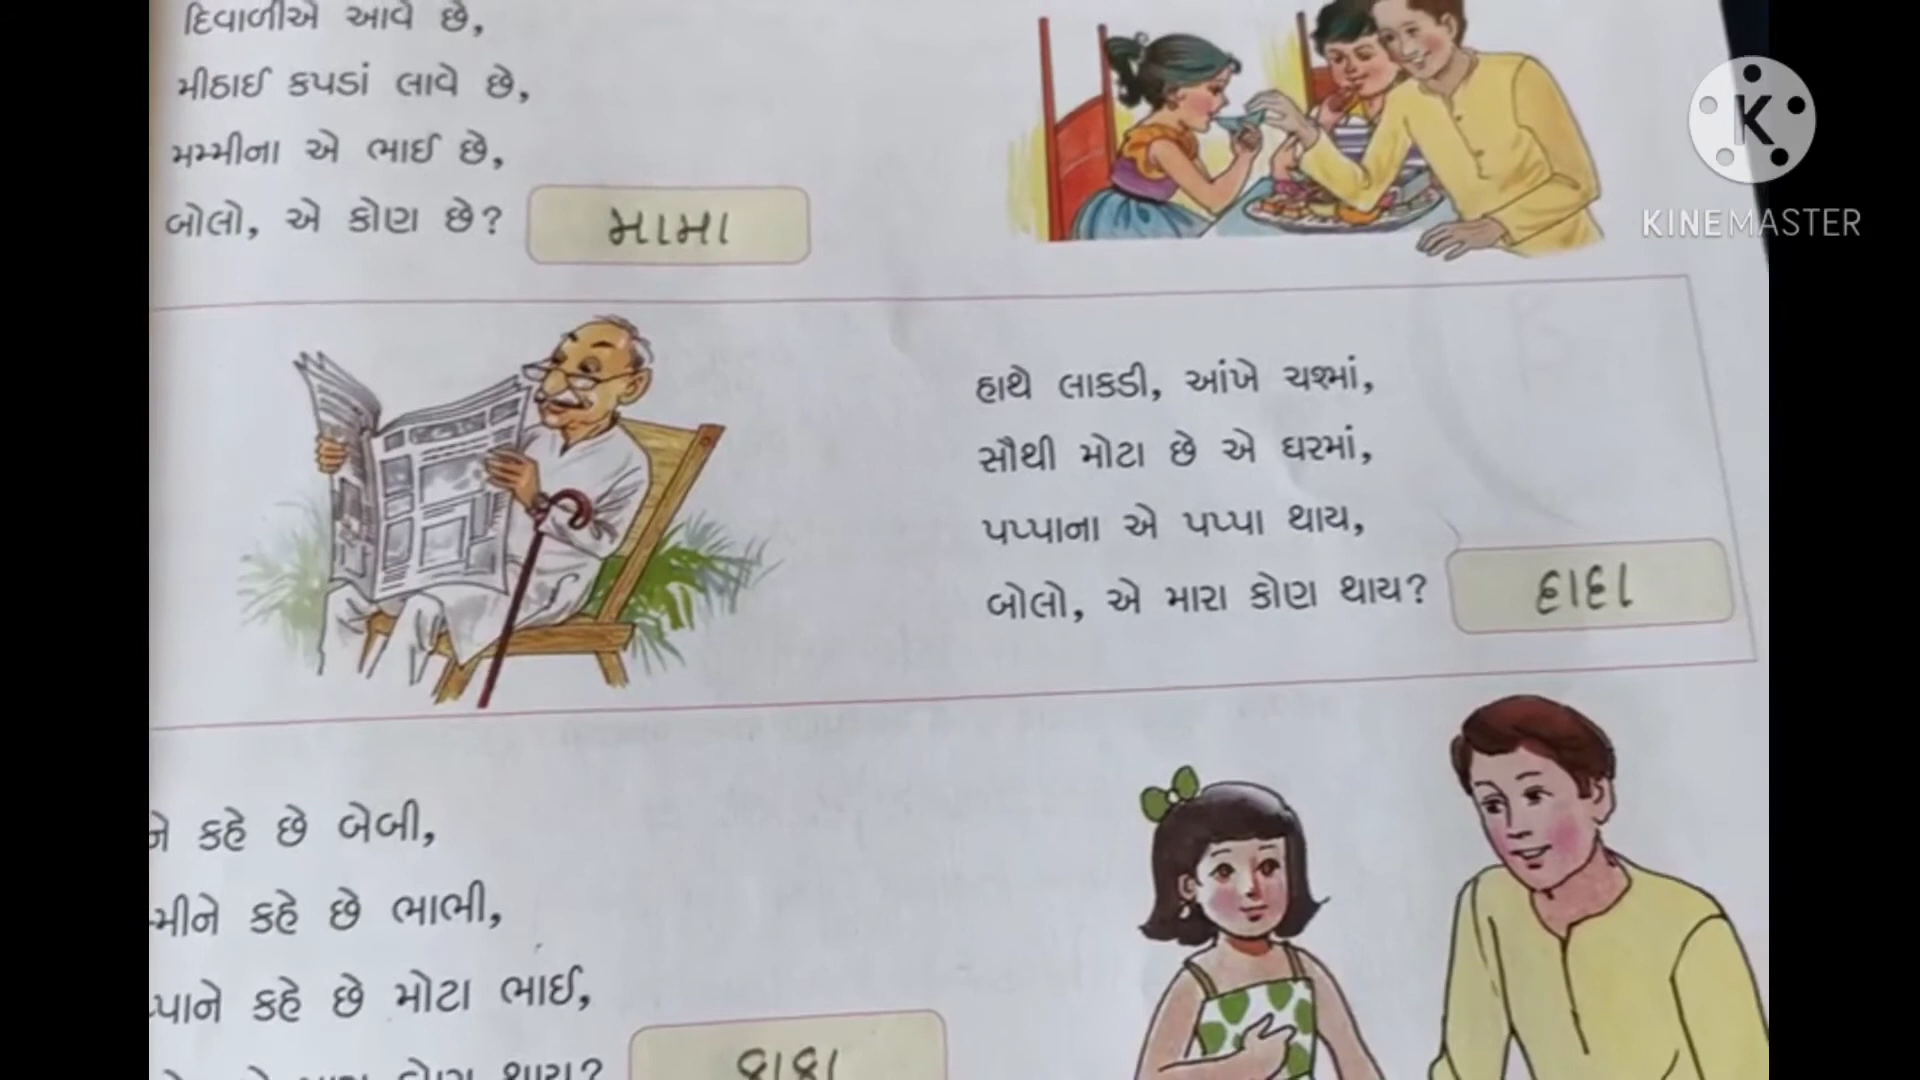 દિવાળીએ આવે છે,
મીઠાઈ કપડાં લાવે છે,
મમ્મીના એ ભાઈ છે,
બોલો, એ કોણ છે? મામા
KINEMASTER
હાથે લાકડી, આંખે ચશ્માં,
સૌથી મોટા છે એ ઘરમાં,
પપ્પાના એ પપ્પા થાય,
બોલો, એ મારા કોણ થાય? દાદા
કહે છે બેબી,
કહે છે ભાભી,
કહે છે મોટા ભાઈ,
કોણ થાય? કાકા